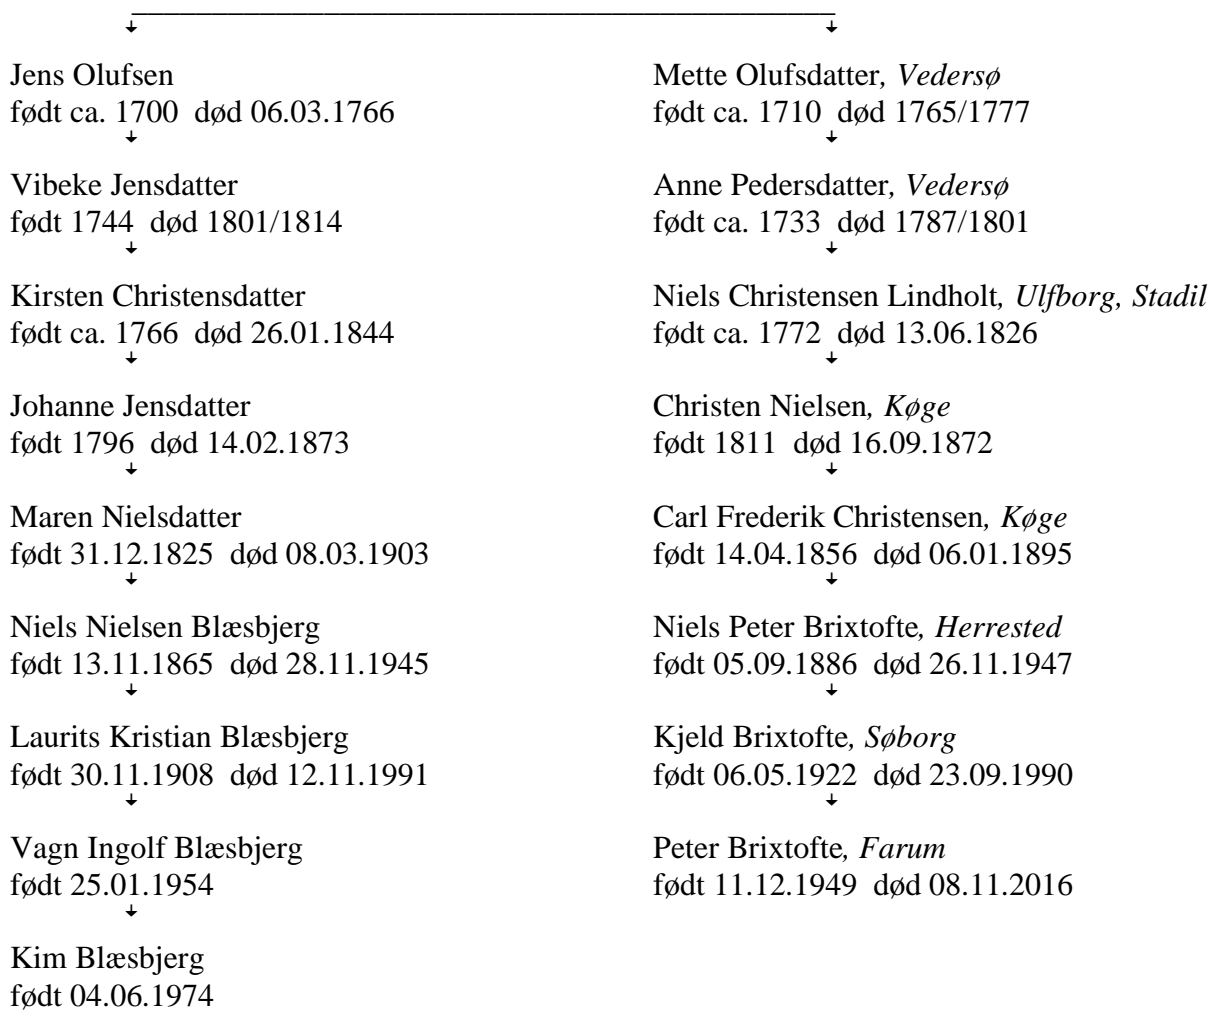 Jens Olufsen
født ca. 1700 død 06.03.1766
Vibeke Jensdatter
født 1744 død 1801/1814
Kirsten Christensdatter
født ca. 1766 død 26.01.1844
Johanne Jensdatter
født 1796 død 14.02.1873
Maren Nielsdatter
født 31.12.1825 død 08.03.1903
Niels Nielsen Blæsbjerg
født 13.11.1865 død 28.11.1945
Laurits Kristian Blæsbjerg
født 30.11.1908 død 12.11.1991
Vagn Ingolf Blæsbjerg
født 25.01.1954
Kim Blæsbjerg
født 04.06.1974
Mette Olufsdatter, Vedersø
født ca. 1710 død 1765/1777
Anne Pedersdatter, Vedersø
født ca. 1733 død 1787/1801
Niels Christensen Lindholt, Ulfborg, Stadil
født ca. 1772 død 13.06.1826
Christen Nielsen, Køge
født 1811 død 16.09.1872
Carl Frederik Christensen, Køge
født 14.04.1856 død 06.01.1895
Niels Peter Brixtofte, Herrested
født 05.09.1886 død 26.11.1947
Kjeld Brixtofte, Søborg
født 06.05.1922 død 23.09.1990
Peter Brixtofte, Farum
født 11.12.1949 død 08.11.2016